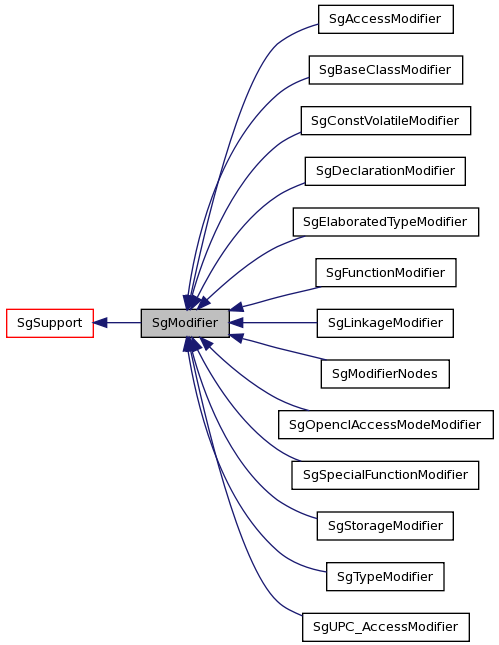 SgAccessModifier
SgBaseClassModifier
SgConstVolatileModifier
SgDeclarationModifier
SgElaboratedTypeModifier
SgFunctionModifier
SgSupport
SgModifier
SgLinkageModifier
SgModifierNodes
SgOpenclAccessModeModifier
SgSpecialFunctionModifier
SgStorageModifier
SgTypeModifier
SgUPC_AccessModifier